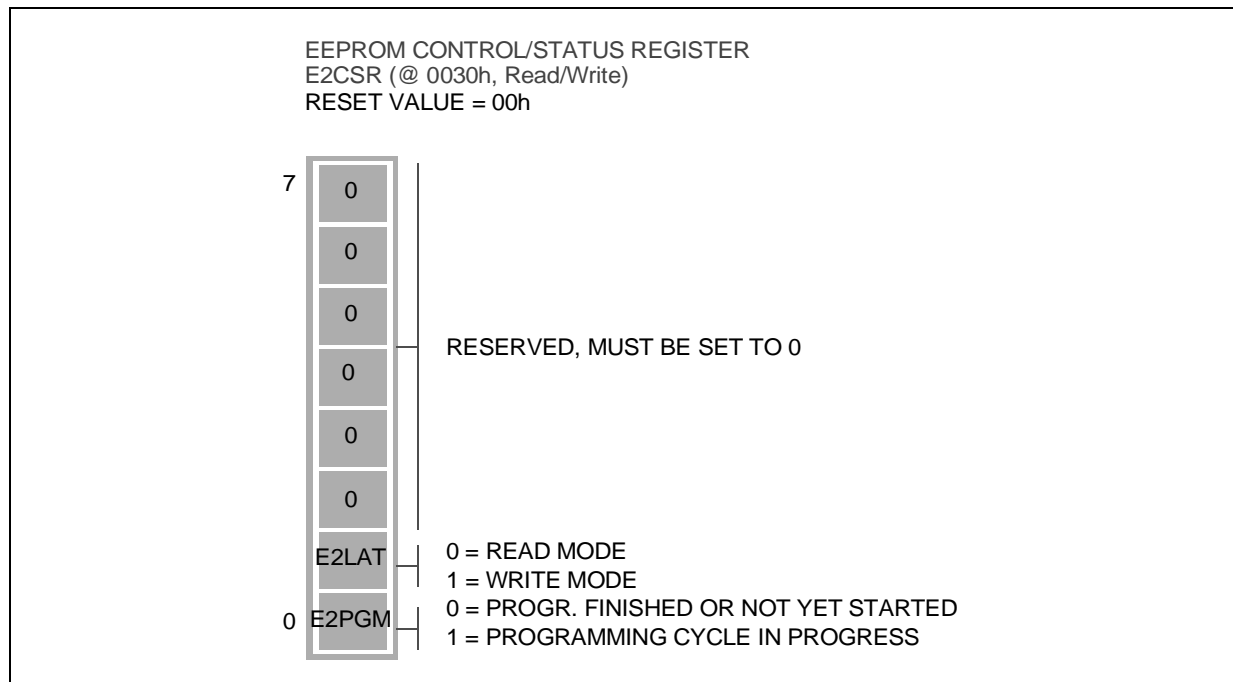 EEPROM CONTROL/STATUS REGISTER
E2CSR (@ 0030h, Read/Write)
RESET VALUE = 00h
7
0
0
0
0
0
0
RESERVED, MUST BE SET TO 0
E2LAT
0 = READ MODE
1 = WRITE MODE
0 E2PGM
0 = PROGR. FINISHED OR NOT YET STARTED
1 = PROGRAMMING CYCLE IN PROGRESS